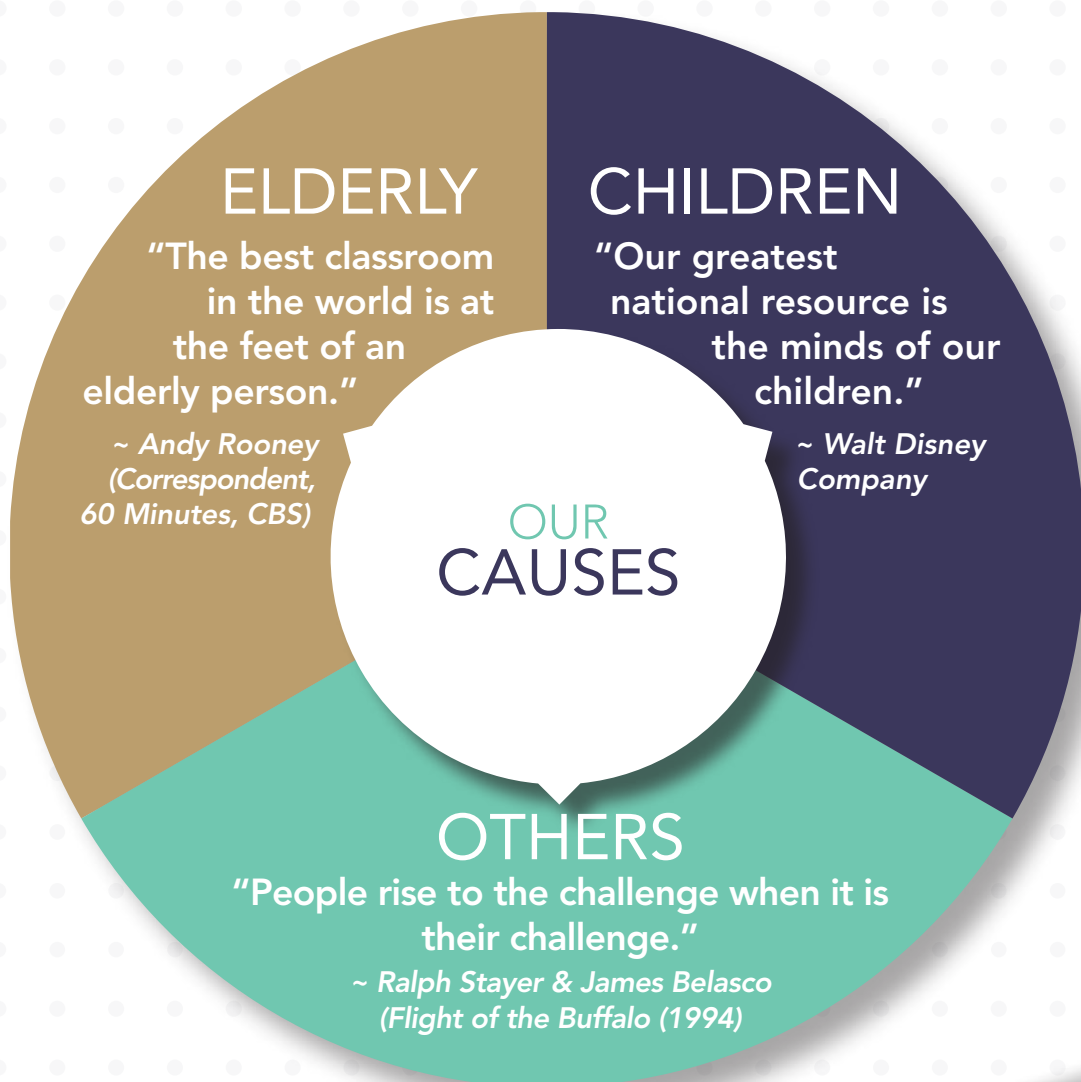 ELDERLY
“The best classroom
in the world is at
the feet of an
elderly person.”
~ Andy Rooney
(Correspondent,
60 Minutes, CBS)
CHILDREN
“Our greatest
national resource is
the minds of our
children.”
~ Walt Disney
Company
OUR
CAUSES
OTHERS
“People rise to the challenge when it is
their challenge.”
~ Ralph Stayer & James Belasco
(Flight of the Buffalo (1994)